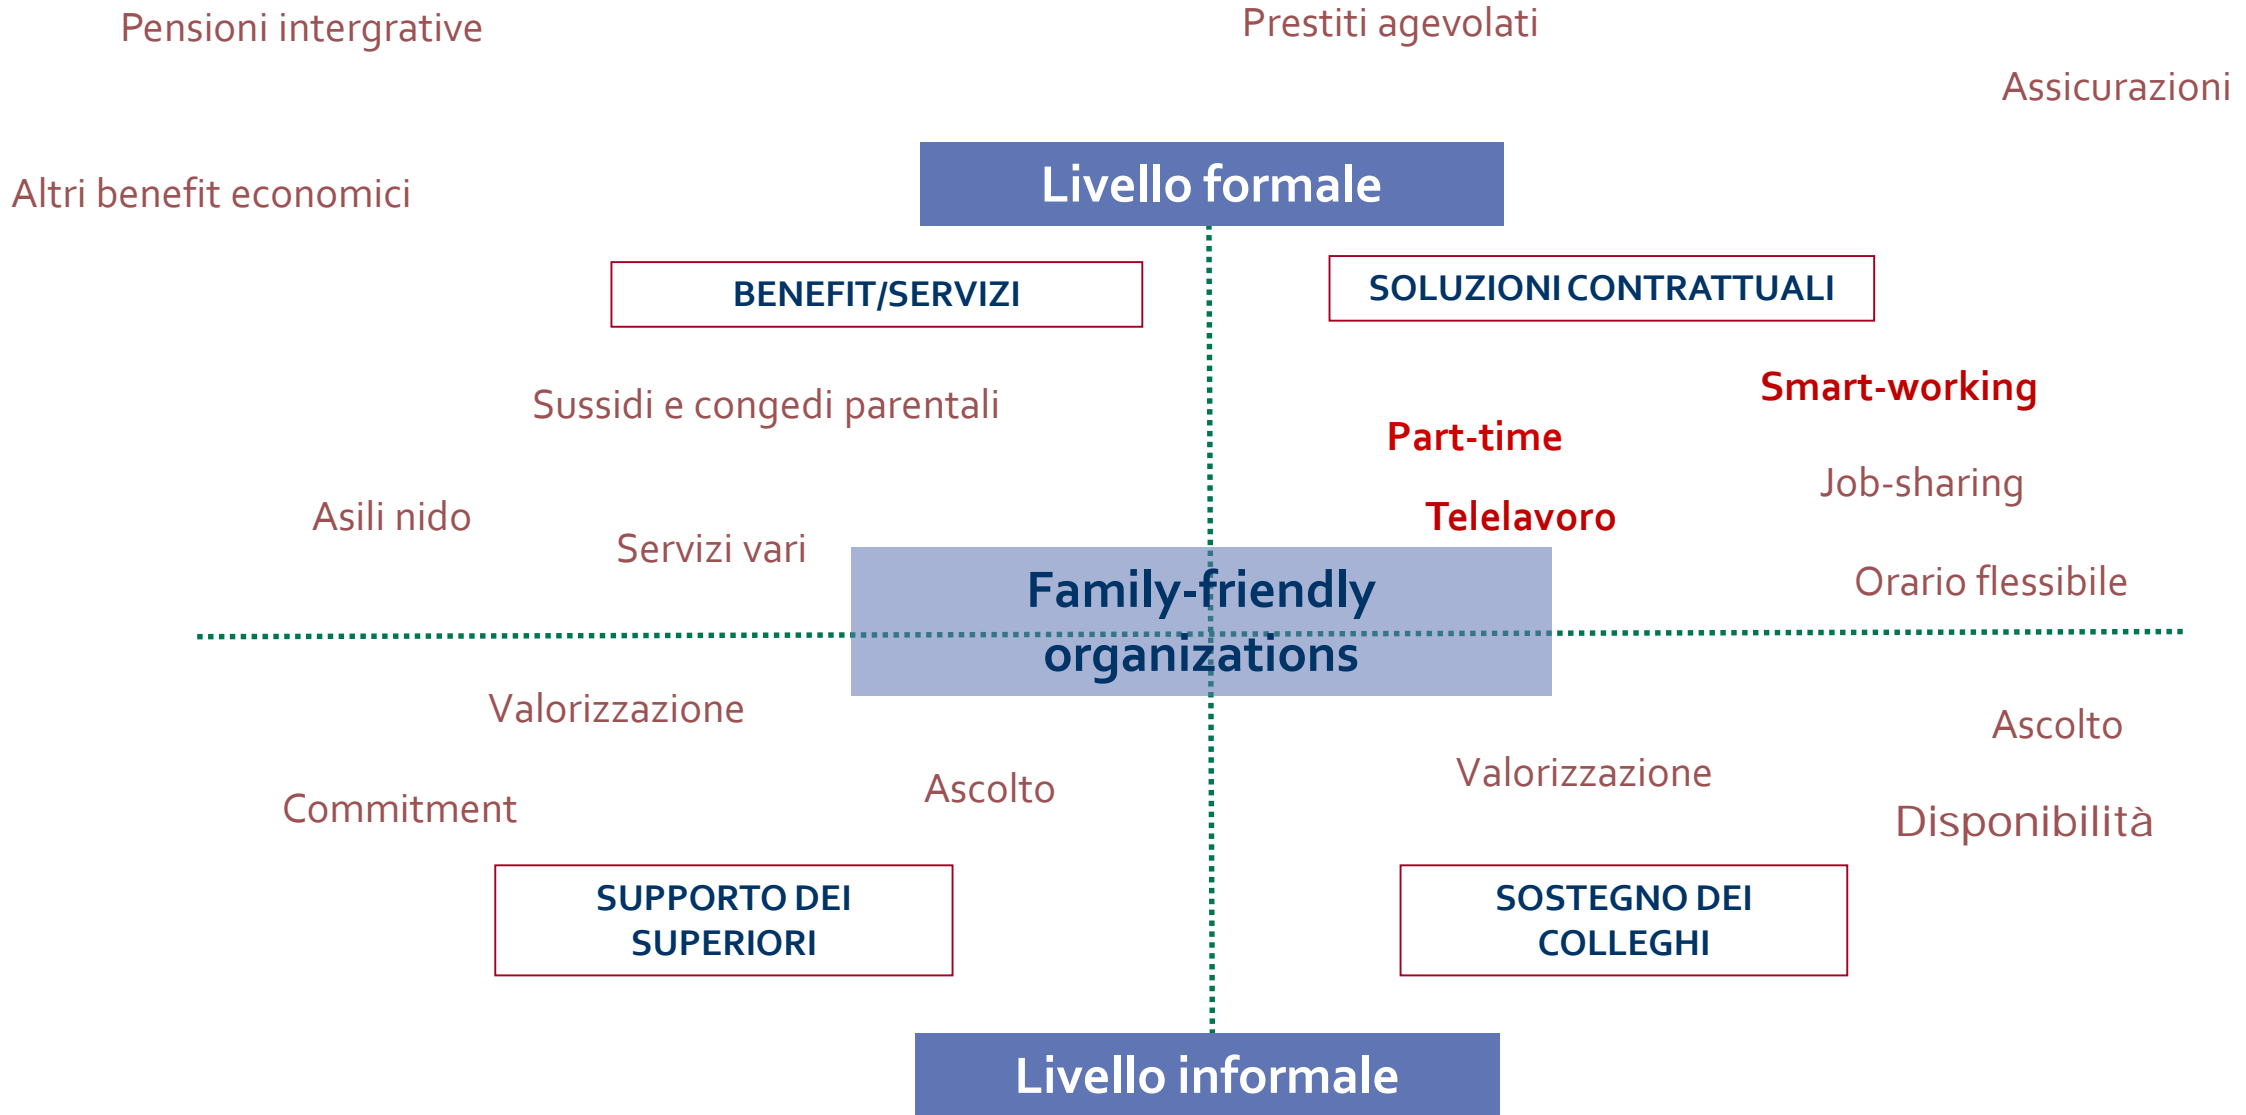 Pensioni intergrative
Prestiti agevolati
Assicurazioni
Altri benefit economici
Livello formale
BENEFIT/SERVIZI
SOLUZIONI CONTRATTUALI
Sussidi e congedi parentali
Smart-working
Part-time
Job-sharing
Asili nido
Telelavoro
Servizi vari
Orario flessibile
Family-friendly
organizations
Valorizzazione
Ascolto
Valorizzazione
Ascolto
Commitment
Disponibilità
SUPPORTO DEI
SUPERIORI
SOSTEGNO DEI
COLLEGHI
Livello informale